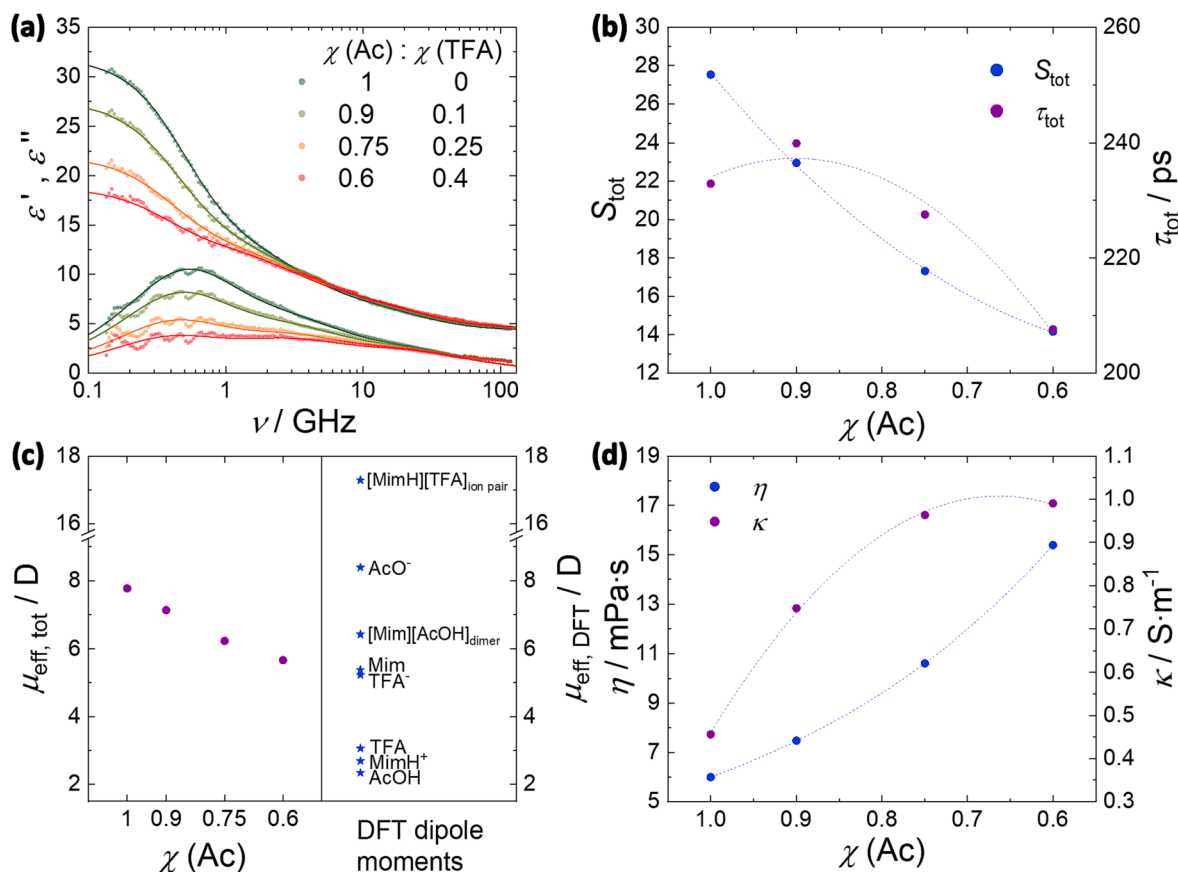 (a)
χ (Ac) : χ (TFA)
1 0
0.9 0.1
0.75 0.25
0.6 0.4
ε', ε"
35
30
25
20
15
10
5
0
0.1 1 10 100
ν / GHz
(b)
S_tot
τ_tot
S_tot
30
28
26
24
22
20
18
16
14
12
τ_tot / ps
260
240
220
200
1.0 0.9 0.8 0.7 0.6
χ (Ac)
(c)
μ_eff, tot / D
18
16
8
6
4
2
[MimH][TFA]_ion pair
AcO⁻
[Mim][AcOH]_dimer
Mim
TFA⁻
TFA
MimH⁺
AcOH
18
16
8
6
4
2
μ_eff, DFT / D
1 0.9 0.75 0.6
χ (Ac)
DFT dipole
moments
(d)
η
κ
η / mPa·s
19
17
15
13
11
9
7
5
κ / S·m⁻¹
1.1
1.0
0.9
0.8
0.7
0.6
0.5
0.4
0.3
1.0 0.9 0.8 0.7 0.6
χ (Ac)